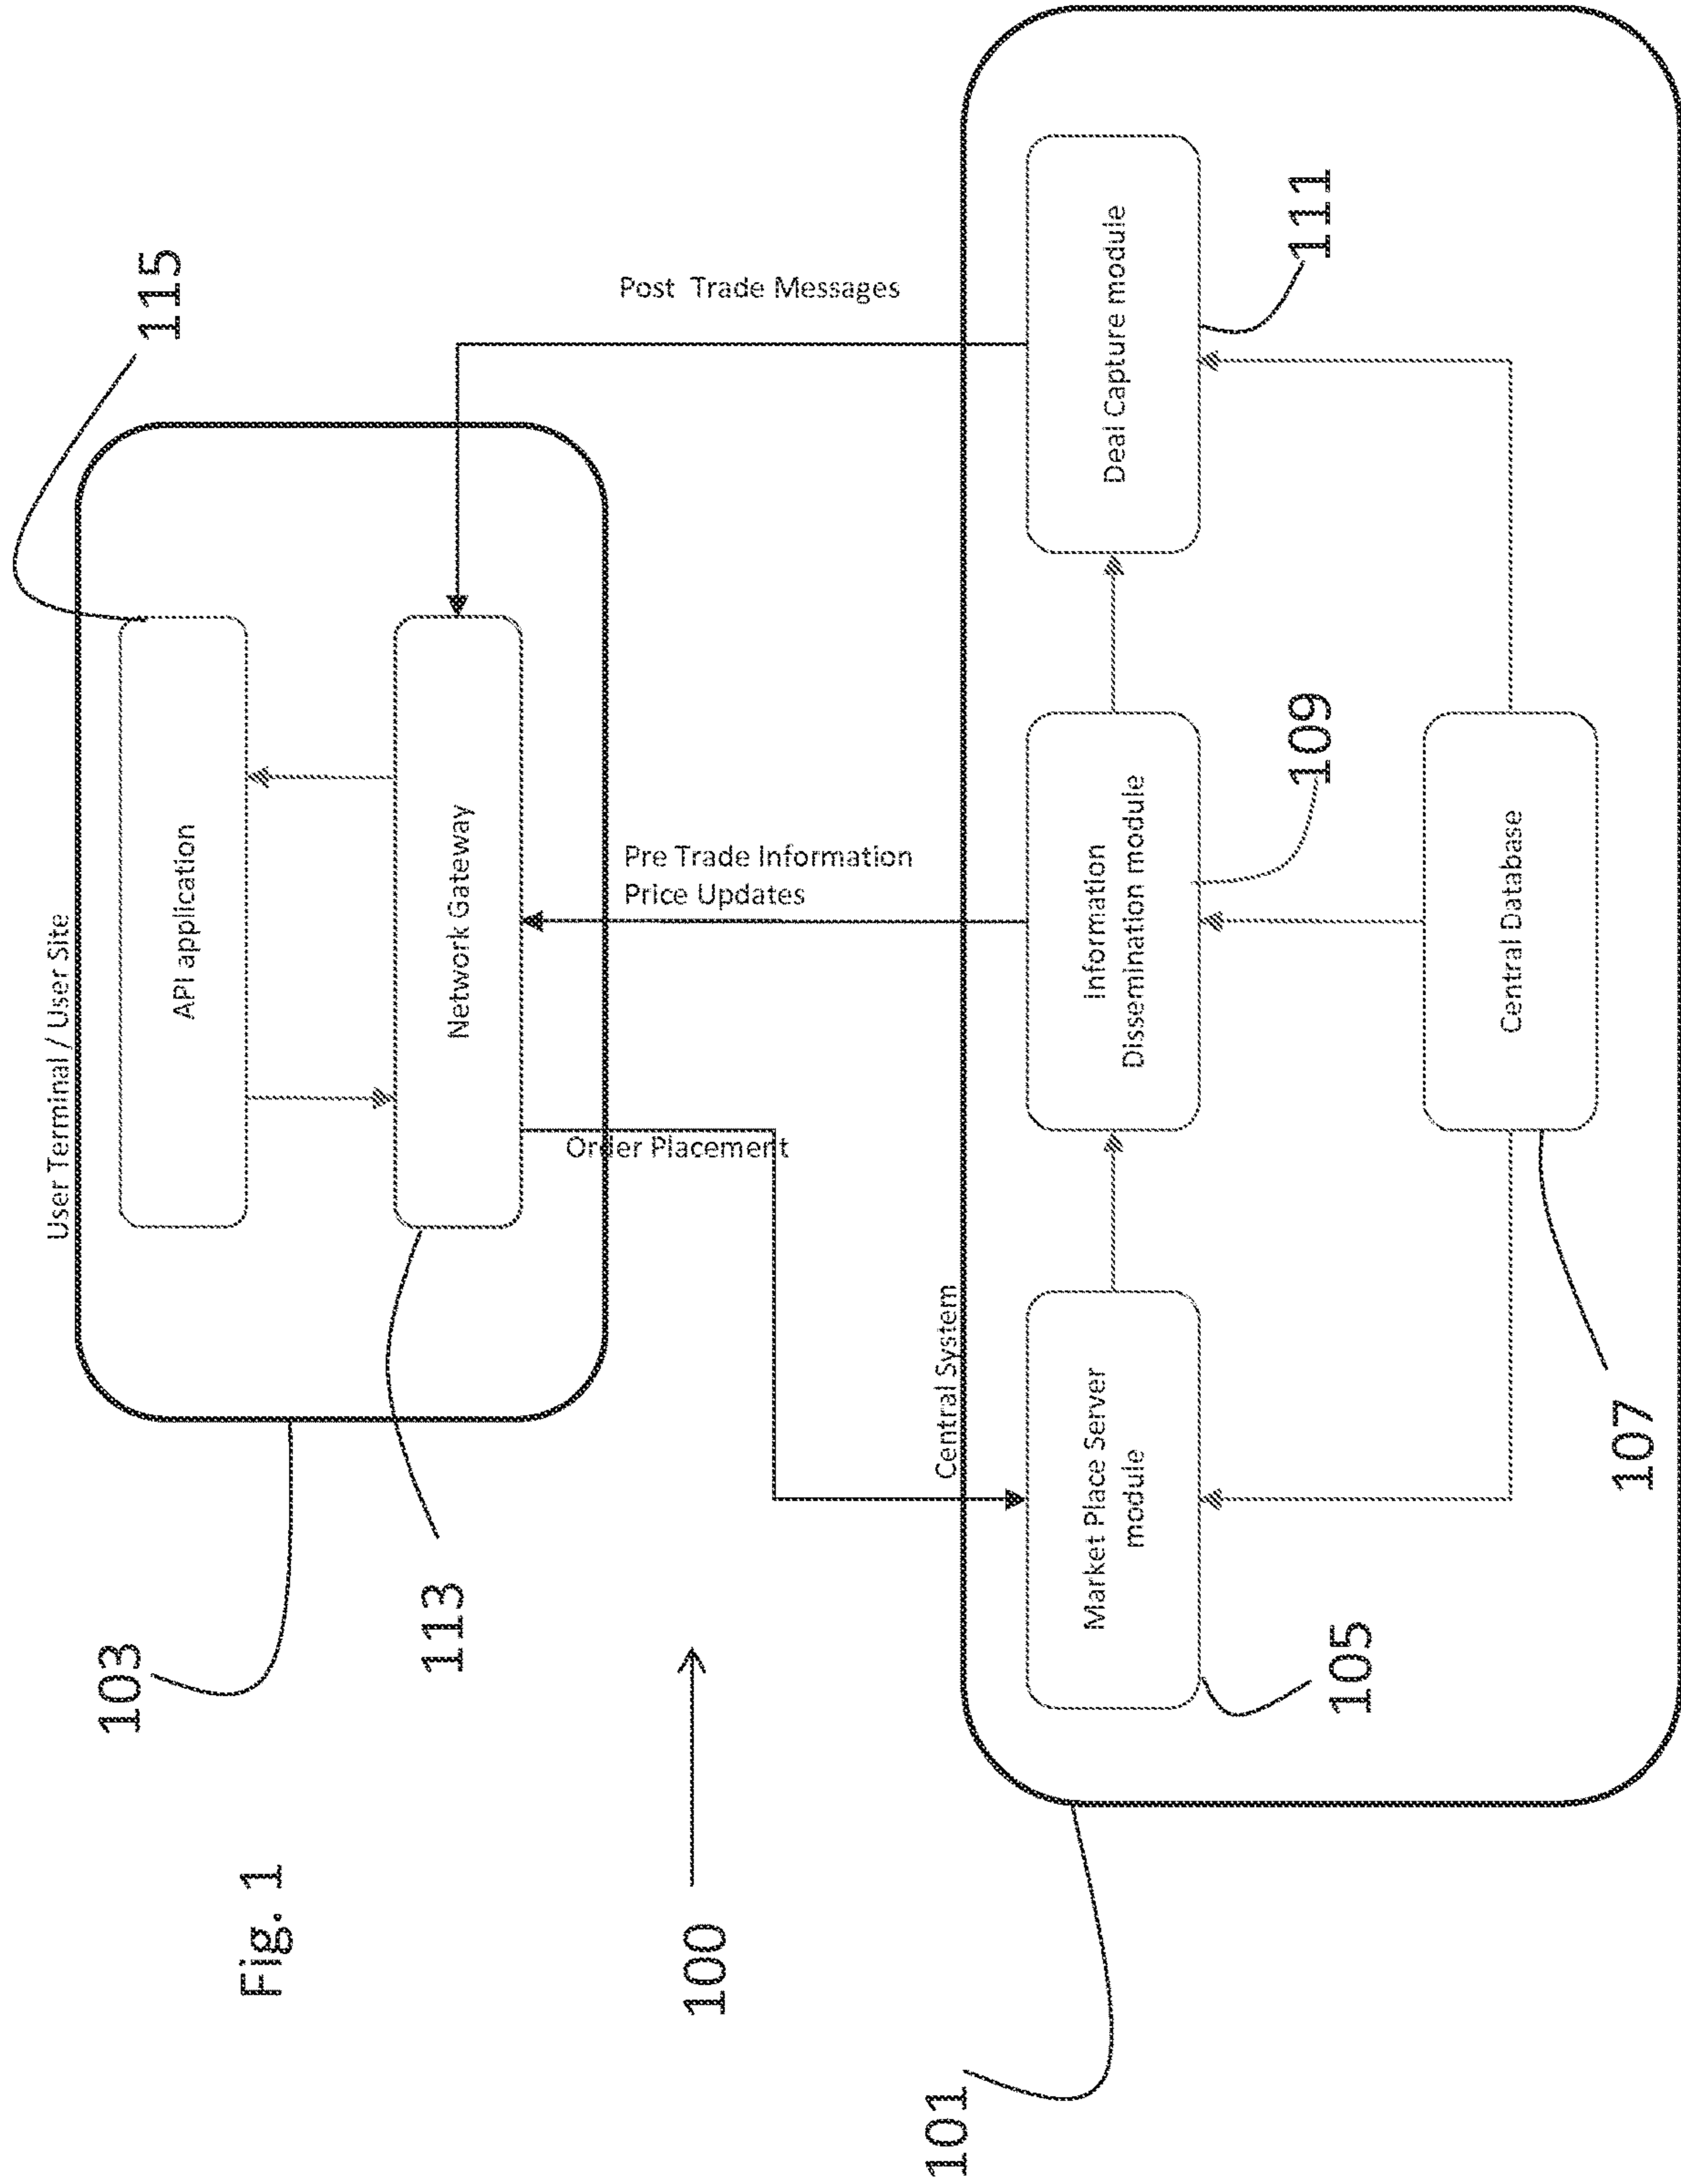 Fig. 1
100
101
103
113
115
User Terminal / User Site
API application
Network Gateway
Order Placement
Pre Trade Information
Price Updates
Post Trade Messages
Central System
Market Place Server
module
105
Information
Dissemination module
109
Deal Capture module
111
Central Database
107